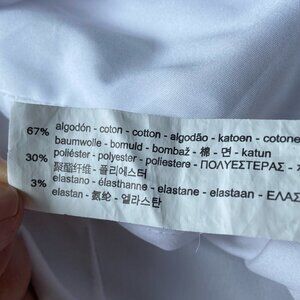 67% algodón - coton - cotton - algodão - katoen - cotone
baumwolle - bomuld - bombaž - 棉 - 면 - katun
30% poliéster - polyester - poliestere - ΠΟΛΥΕΣΤΕΡΑΣ -
聚酯纤维 - 폴리에스터
3% elastano - élasthanne - elastane - elastaan - ΕΛΑΣ
elastan - 氨纶 - 엘라스탄